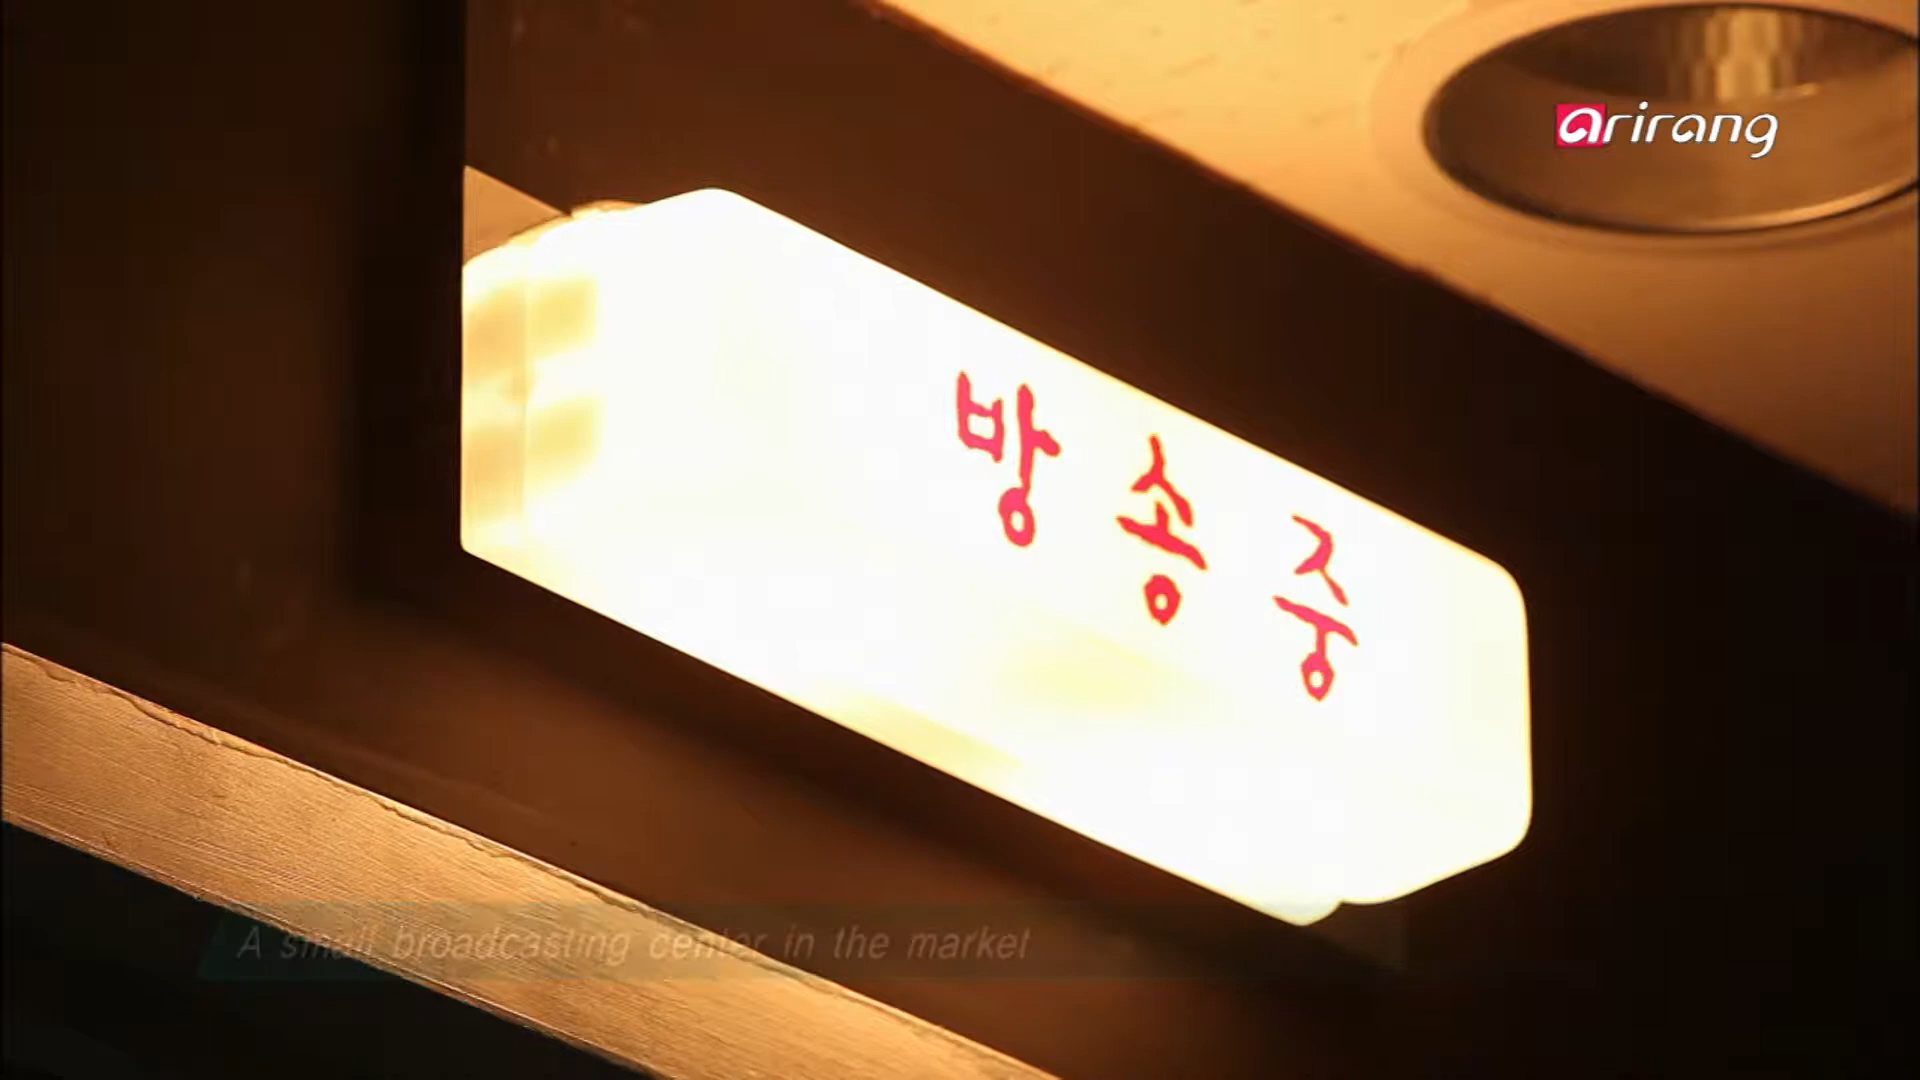 arirang
방송중
A small broadcasting center in the market